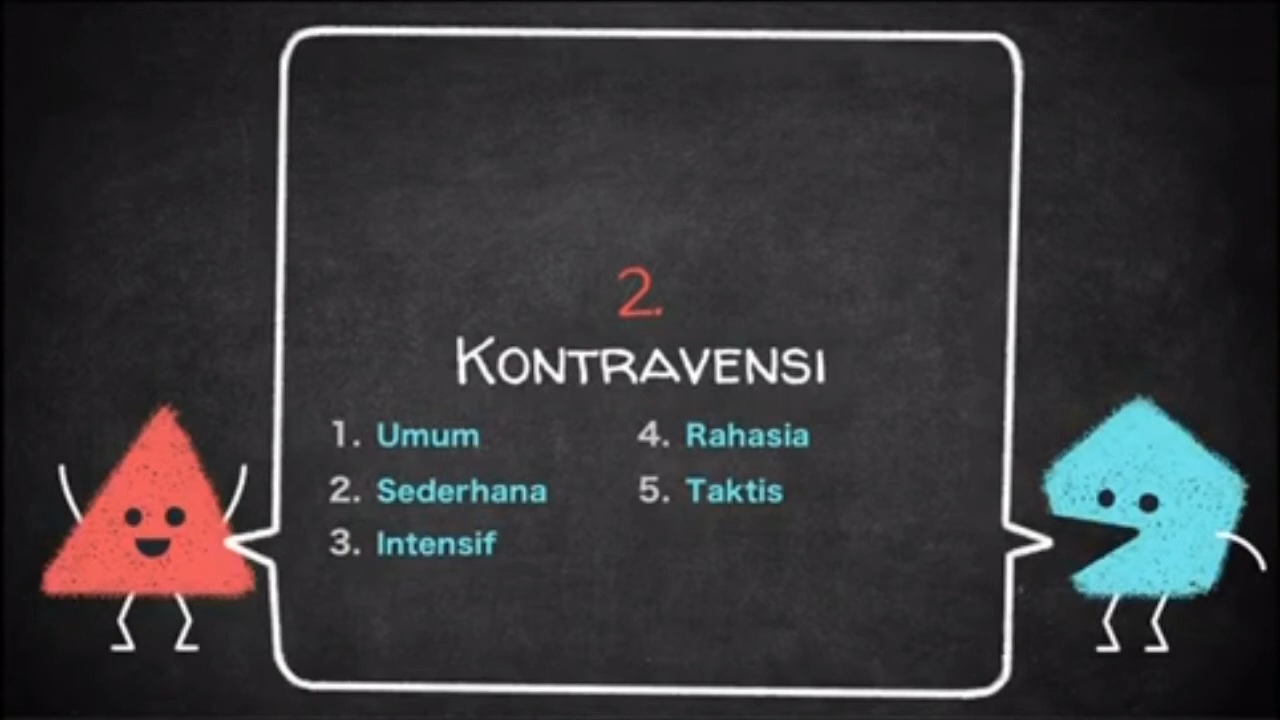 2.
KONTRAVENSI
1. Umum
2. Sederhana
3. Intensif
4. Rahasia
5. Taktis